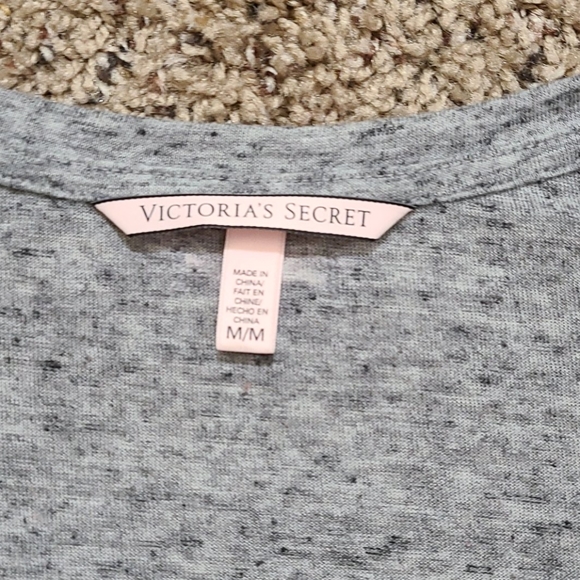 VICTORIA'S SECRET
MADE IN
CHINA/
FAIT EN
CHINE/
HECHO EN
CHINA
M/M